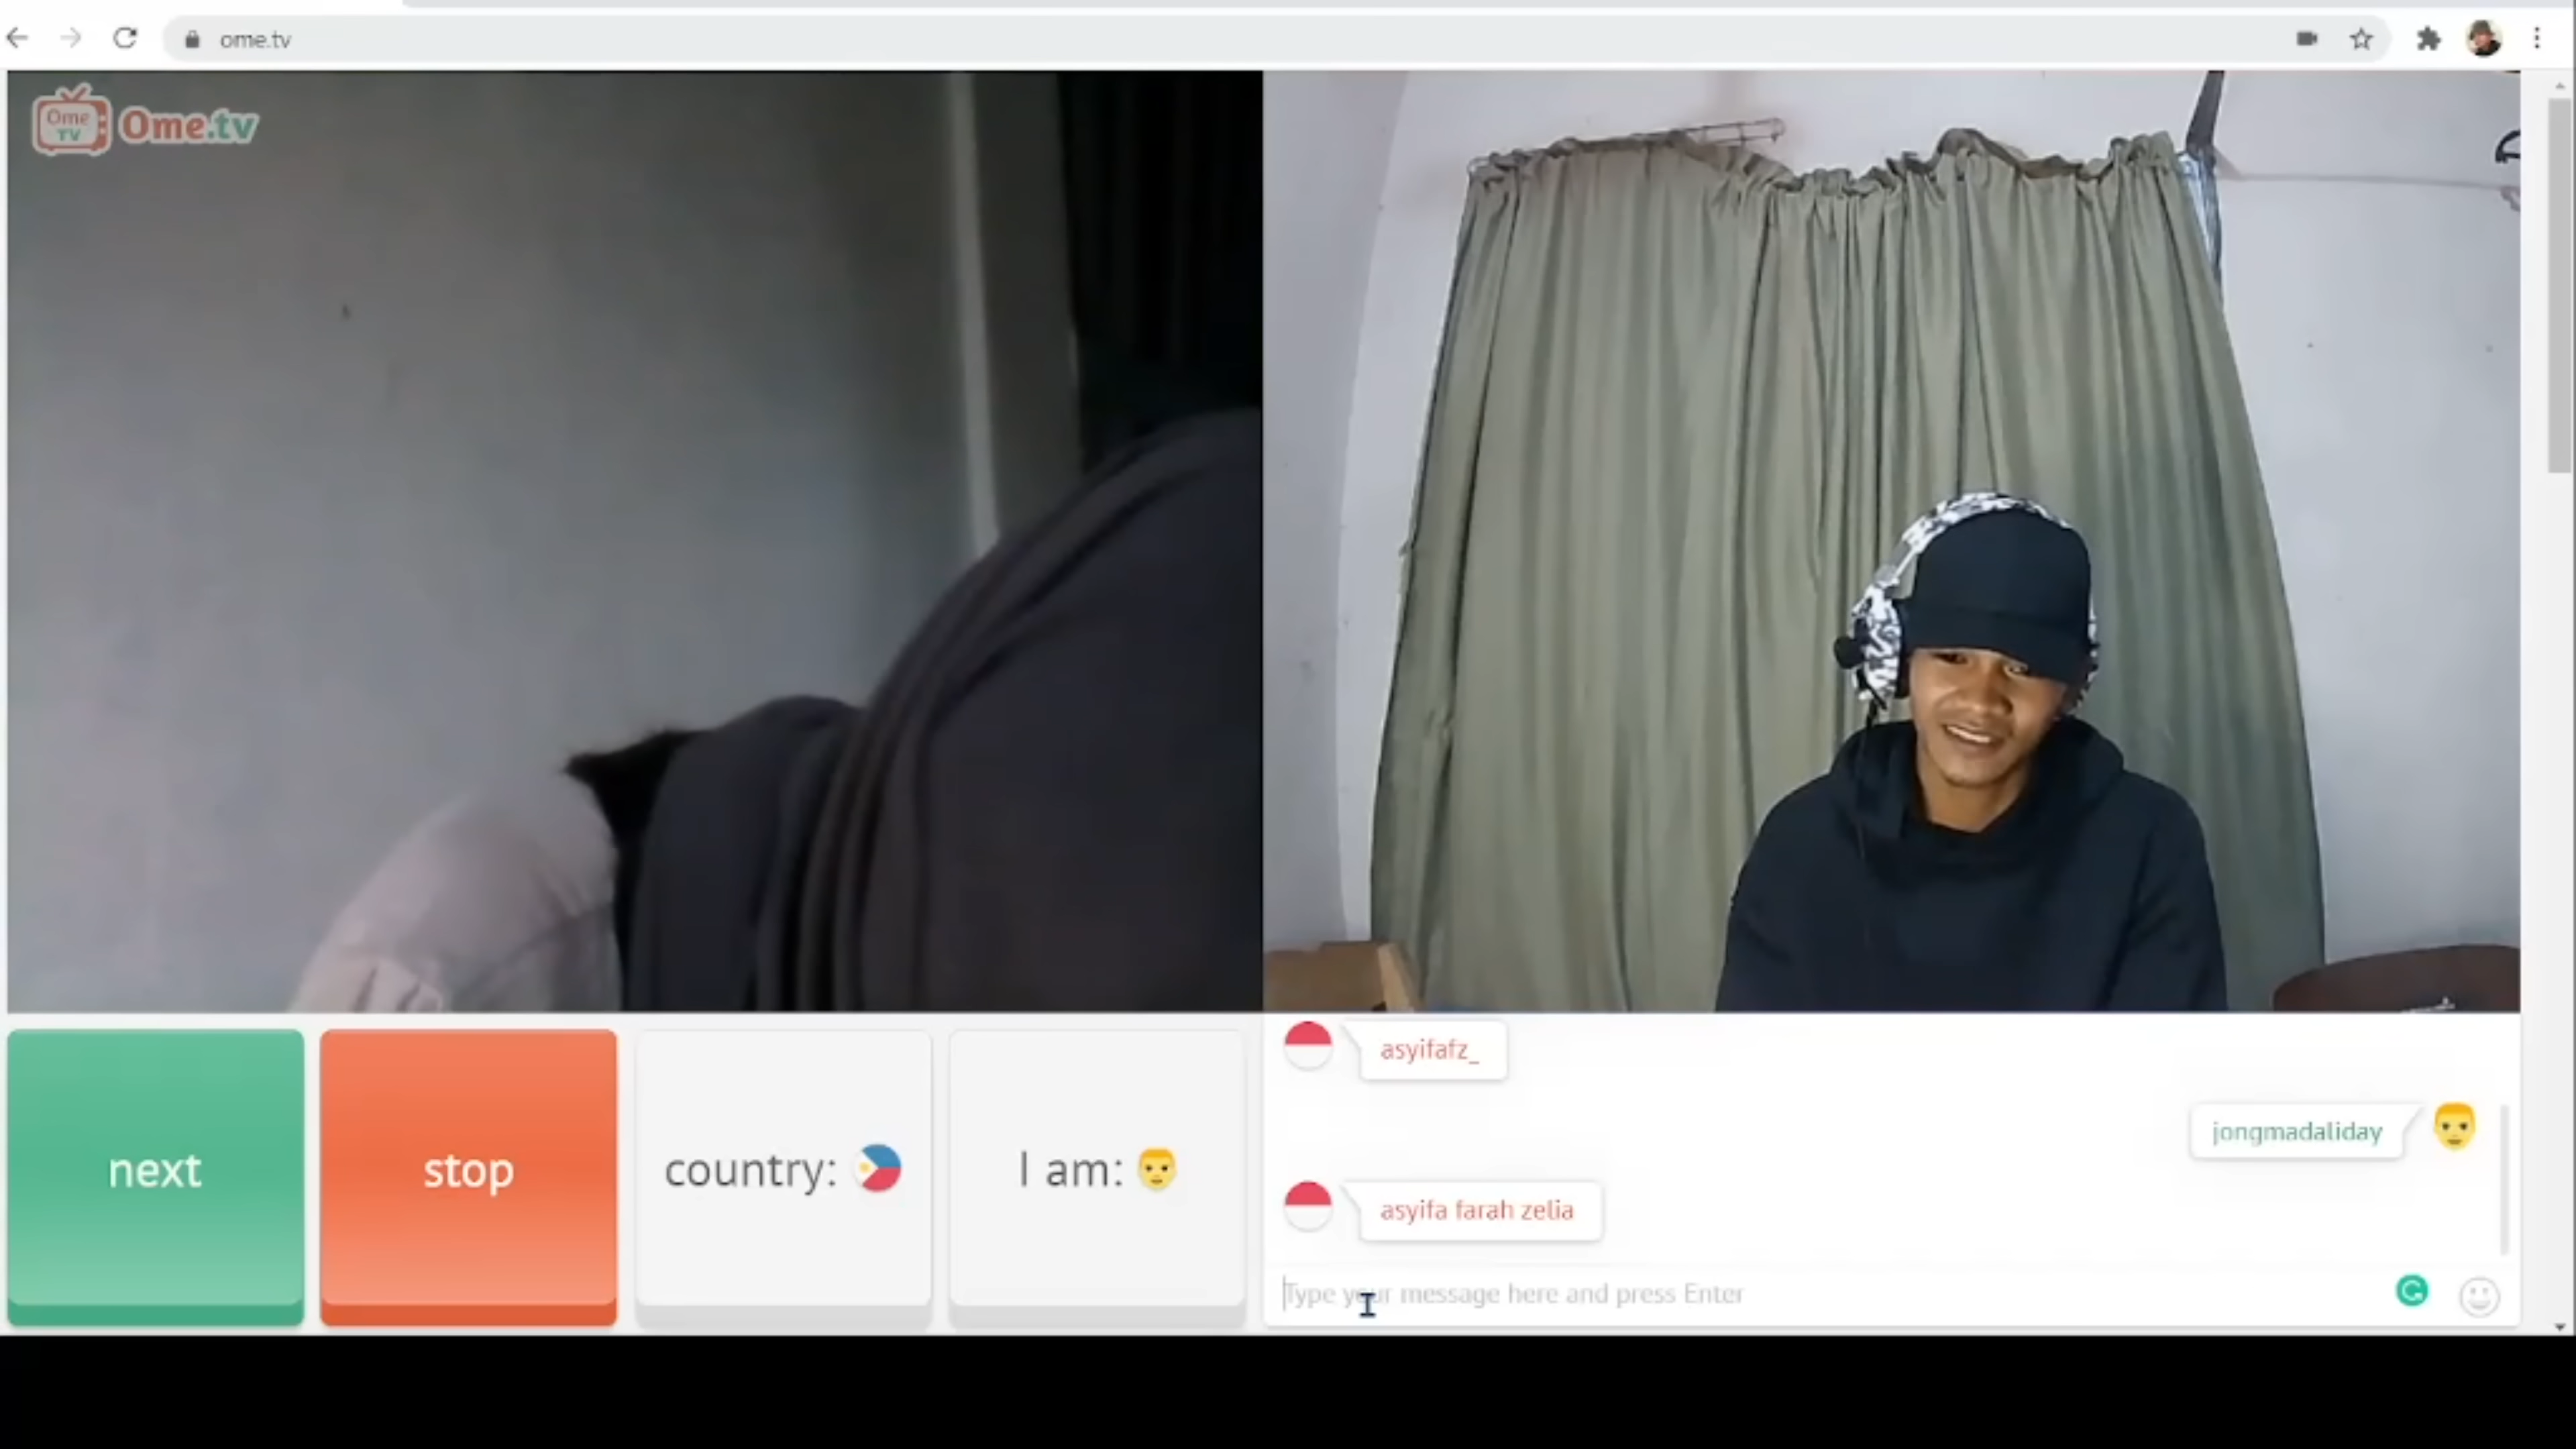 ome.tv
Ome TV Ome.tv
next
stop
country:
I am:
asyifafz_
jongmadaliday
asyifa farah zelia
Type your message here and press Enter